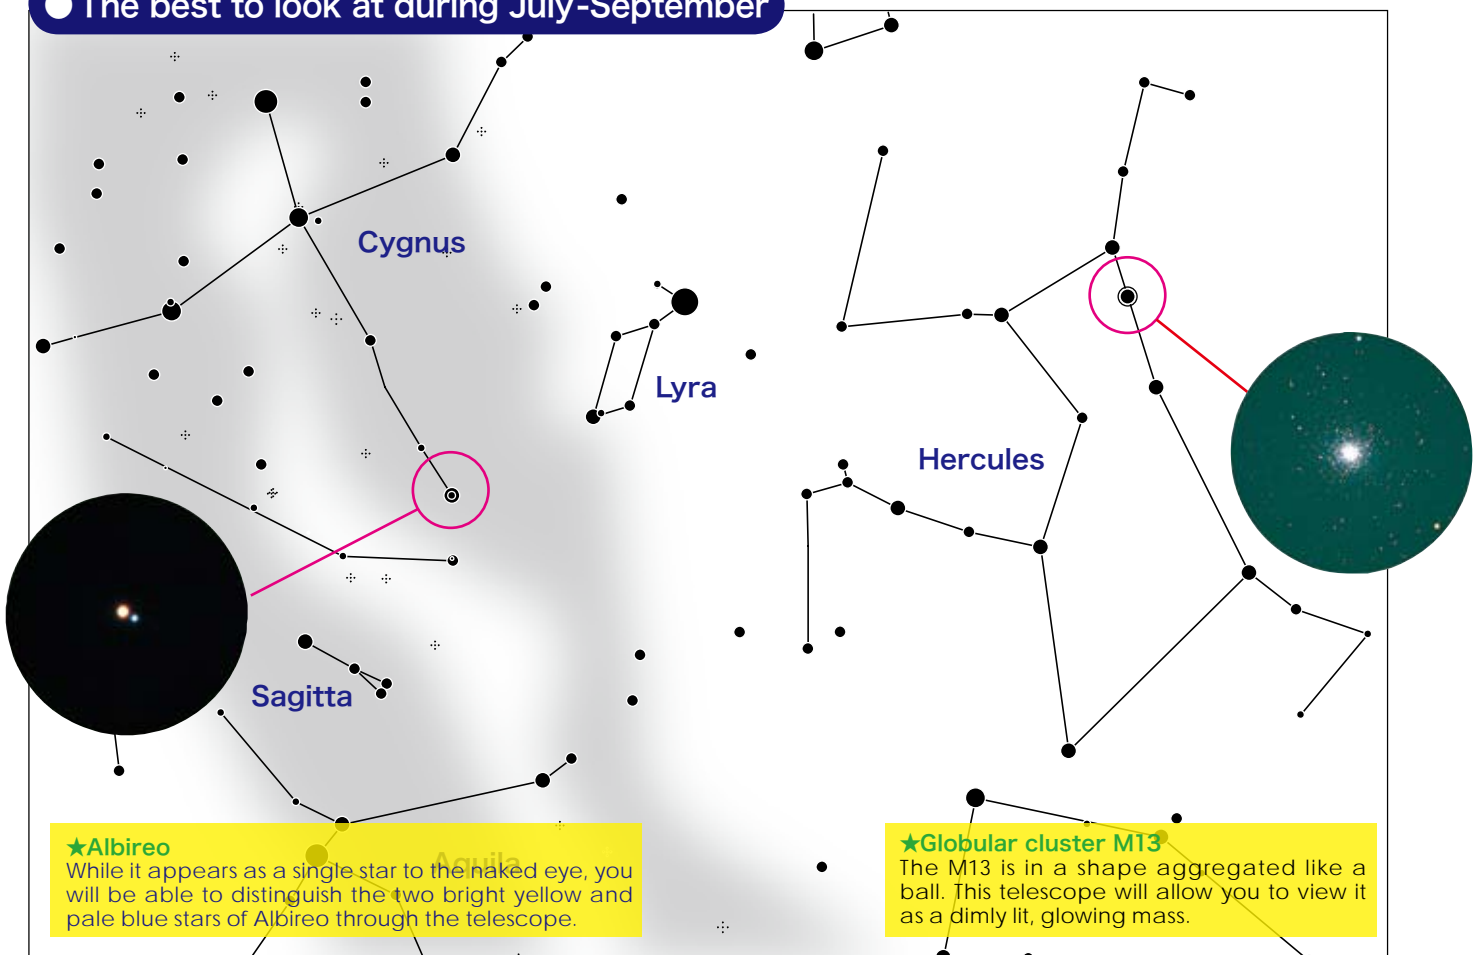 The best to look at during July-September
Cygnus
Lyra
Hercules
Sagitta
Aquila
★Albireo
While it appears as a single star to the naked eye, you
will be able to distinguish the two bright yellow and
pale blue stars of Albireo through the telescope.
★Globular cluster M13
The M13 is in a shape aggregated like a
ball. This telescope will allow you to view it
as a dimly lit, glowing mass.